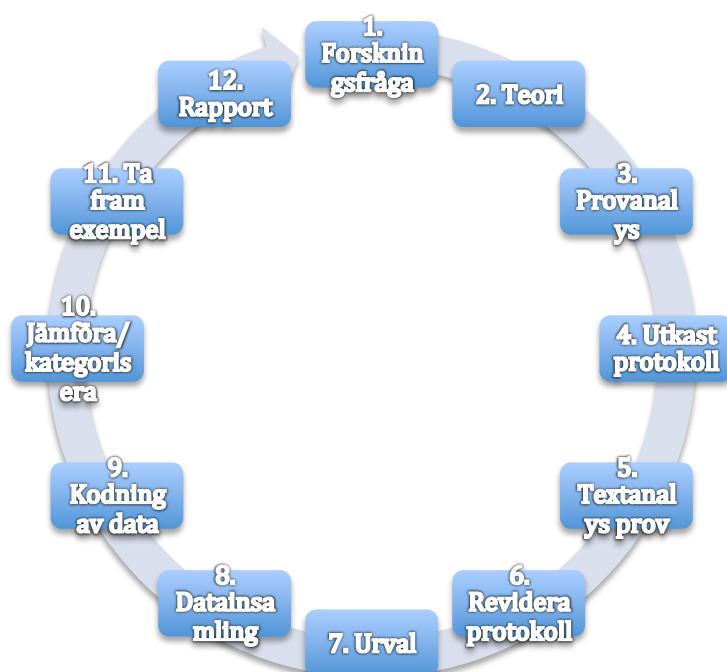 1.
Forsknin
gsfråga
2. Teori
3.
Provanal
ys
4. Utkast
protokoll
5.
Textanal
ys prov
6.
Revidera
protokoll
7. Urval
8.
Datainsa
mling
9.
Kodning
av data
10.
Jämföra/
kategoris
era
11. Ta
fram
exempel
12.
Rapport